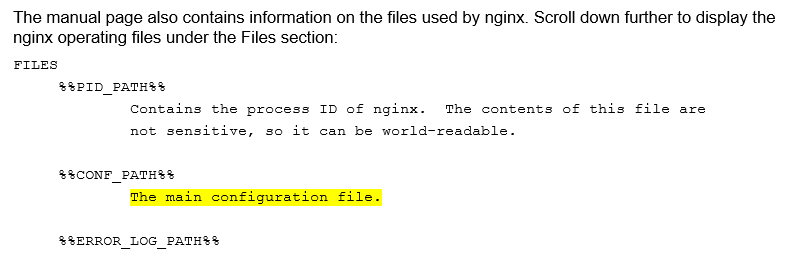 The manual page also contains information on the files used by nginx. Scroll down further to display the
nginx operating files under the Files section:
FILES
%%PID_PATH%%
Contains the process ID of nginx. The contents of this file are
not sensitive, so it can be world-readable.
%%CONF_PATH%%
The main configuration file.
%%ERROR_LOG_PATH%%